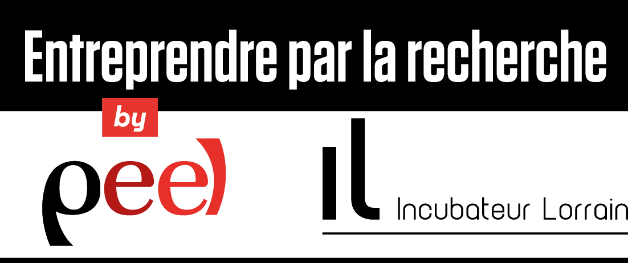 Entreprendre par la recherche
by
peel
il
Incubateur Lorrain